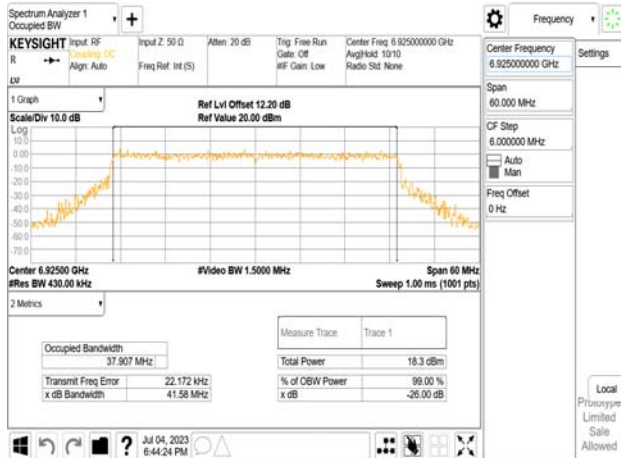 Spectrum Analyzer 1
Occupied BW
+
Frequency
KEYSIGHT
R
LXI
Input: RF
Coupling: DC
Align: Auto
Input Z: 50 Ω
Freq Ref: Int (S)
Atten: 20 dB
Trig: Free Run
Gate: Off
#IF Gain: Low
Center Freq: 6.925000000 GHz
Avg|Hold: 10/10
Radio Std: None
Center Frequency
6.925000000 GHz
Settings
Span
60.000 MHz
CF Step
6.000000 MHz
Auto
Man
Freq Offset
0 Hz
1 Graph
Scale/Div 10.0 dB
Ref Lvl Offset 12.20 dB
Ref Value 20.00 dBm
Log
10.0
0.00
-10.0
-20.0
-30.0
-40.0
-50.0
-60.0
-70.0
Center 6.92500 GHz
#Res BW 430.00 kHz
#Video BW 1.5000 MHz
Span 60 MHz
Sweep 1.00 ms (1001 pts)
2 Metrics
Measure Trace Trace 1
Occupied Bandwidth
37.907 MHz
Total Power 18.3 dBm
Transmit Freq Error 22.172 kHz
% of OBW Power 99.00 %
x dB Bandwidth 41.58 MHz
x dB -26.00 dB
Local
Prototype
Limited
Sale
Allowed
?
Jul 04, 2023
6:44:24 PM